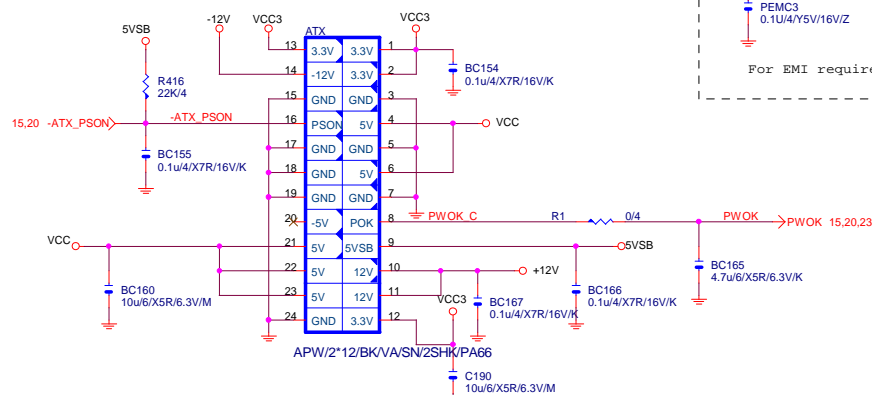 PEMC3
0.1U/4/Y5V/16V/Z
For EMI require
-12V
VCC3
VCC3
5VSB
ATX
13 3.3V 3.3V 1
14 -12V 3.3V 2
BC154
0.1u/4/X7R/16V/K
R416
22K/4
15 GND GND 3
15,20 -ATX_PSON
-ATX_PSON
16 PSON 5V 4
VCC
BC155
0.1u/4/X7R/16V/K
17 GND GND 5
18 GND 5V 6
19 GND GND 7
20 -5V POK 8
PWOK_C
R1
0/4
PWOK
PWOK 15,20,23
VCC
21 5V 5VSB 9
5VSB
22 5V 12V 10
+12V
BC165
4.7u/6/X5R/6.3V/K
BC160
10u/6/X5R/6.3V/M
23 5V 12V 11
VCC3
BC167
0.1u/4/X7R/16V/K
BC166
0.1u/4/X7R/16V/K
24 GND 3.3V 12
APW/2*12/BK/VA/SN/2SHK/PA66
C190
10u/6/X5R/6.3V/M